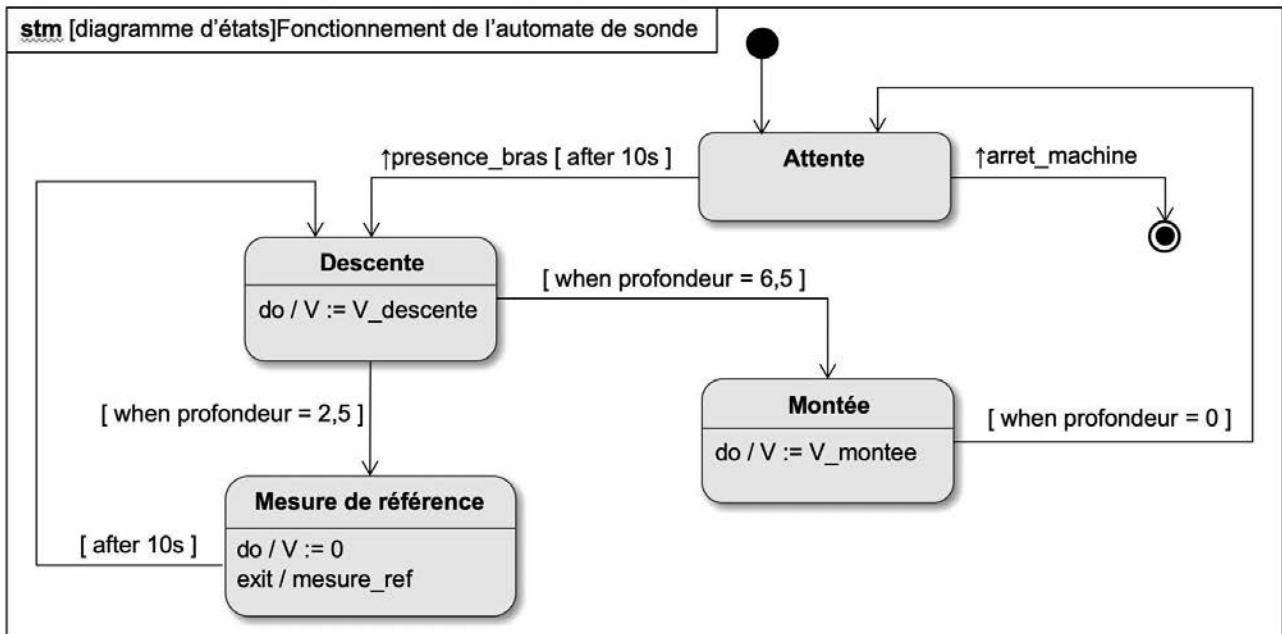 stm [diagramme d’états]Fonctionnement de l’automate de sonde
↑presence_bras [ after 10s ]
Attente
↑arret_machine
Descente
do / V := V_descente
[ when profondeur = 6,5 ]
[ when profondeur = 2,5 ]
Montée
do / V := V_montee
[ when profondeur = 0 ]
Mesure de référence
do / V := 0
exit / mesure_ref
[ after 10s ]